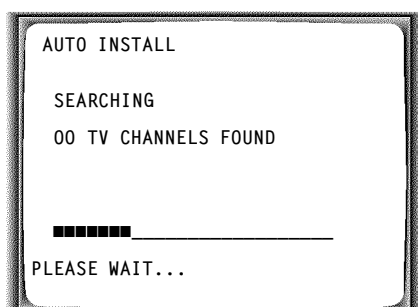 AUTO INSTALL
SEARCHING
00 TV CHANNELS FOUND
PLEASE WAIT...